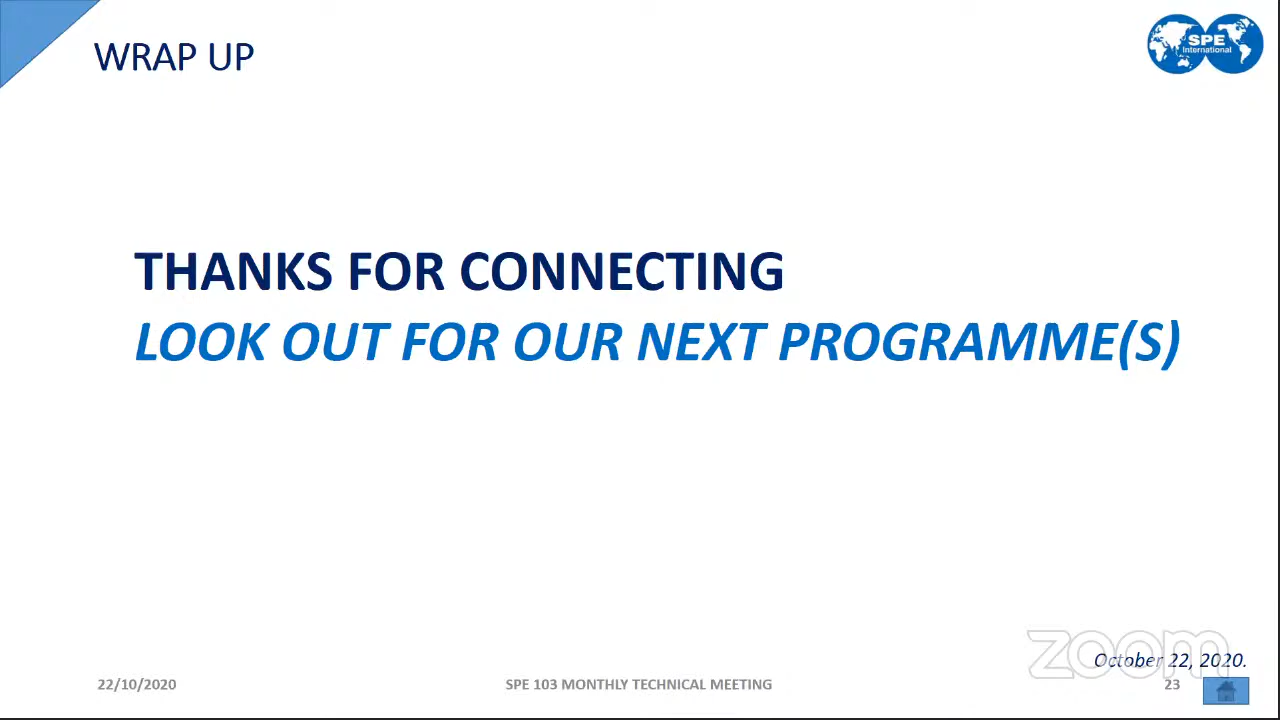 WRAP UP
SPE
International
THANKS FOR CONNECTING
LOOK OUT FOR OUR NEXT PROGRAMME(S)
zoom
October 22, 2020.
22/10/2020
SPE 103 MONTHLY TECHNICAL MEETING
23